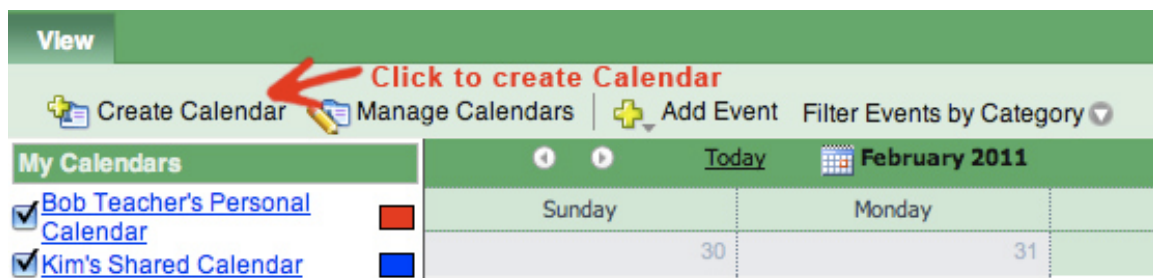 View
Click to create Calendar
Create Calendar Manage Calendars Add Event Filter Events by Category
My Calendars Today February 2011
Bob Teacher's Personal Sunday Monday
Calendar
30 31
Kim's Shared Calendar